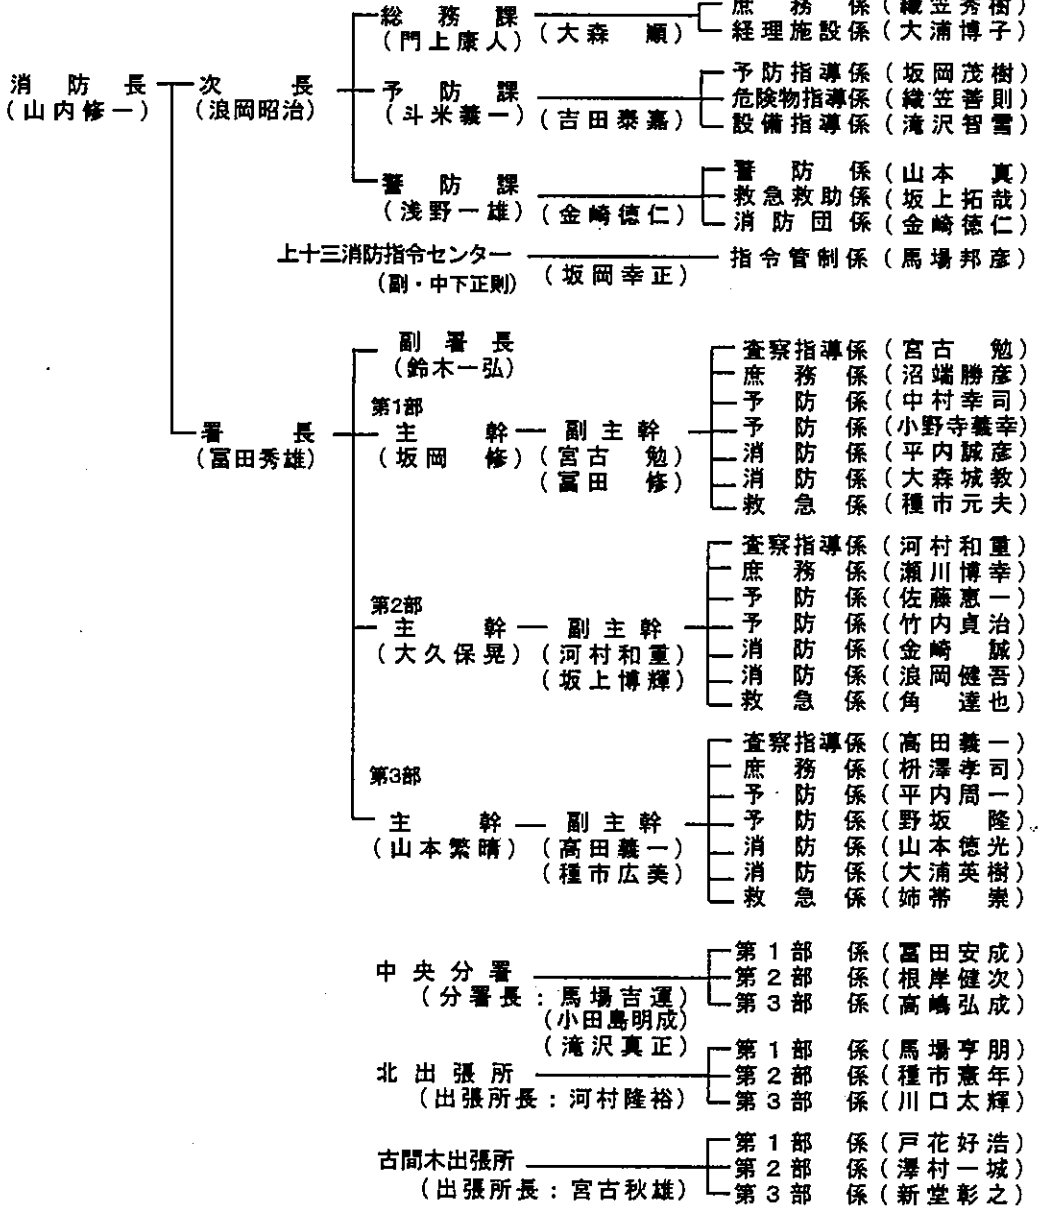 庶務係（織笠秀樹）
総務課
（門上康人）（大森順）
経理施設係（大浦博子）
消防長
（山内修一）
次長
（浪岡昭治）
予防課
（斗米義一）（吉田泰嘉）
予防指導係（坂岡茂樹）
危険物指導係（織笠善則）
設備指導係（滝沢智雪）
警防課
（浅野一雄）（金崎徳仁）
警防係（山本真）
救急救助係（坂上拓哉）
消防団係（金崎徳仁）
上十三消防指令センター
（副・中下正則）（坂岡幸正）
指令管制係（馬場邦彦）
署長
（冨田秀雄）
副署長
（鈴木一弘）
第1部
主幹
（坂岡修）
副主幹
（宮古勉）
（冨田修）
査察指導係（宮古勉）
庶務係（沼端勝彦）
予防係（中村幸司）
予防係（小野寺義幸）
消防係（平内誠彦）
消防係（大森城教）
救急係（種市元夫）
第2部
主幹
（大久保晃）
副主幹
（河村和重）
（坂上博輝）
査察指導係（河村和重）
庶務係（瀬川博幸）
予防係（佐藤恵一）
予防係（竹内貞治）
消防係（金崎誠）
消防係（浪岡健吾）
救急係（角達也）
第3部
主幹
（山本繁晴）
副主幹
（高田義一）
（種市広美）
査察指導係（高田義一）
庶務係（枡澤孝司）
予防係（平内周一）
予防係（野坂隆）
消防係（山本徳光）
消防係（大浦英樹）
救急係（姉帯崇）
中央分署
（分署長：馬場吉運）
（小田島明成）
（滝沢真正）
第1部係（冨田安成）
第2部係（根岸健次）
第3部係（高嶋弘成）
北出張所
（出張所長：河村隆裕）
第1部係（馬場亨朋）
第2部係（種市憲年）
第3部係（川口太輝）
古間木出張所
（出張所長：宮古秋雄）
第1部係（戸花好浩）
第2部係（澤村一城）
第3部係（新堂彰之）